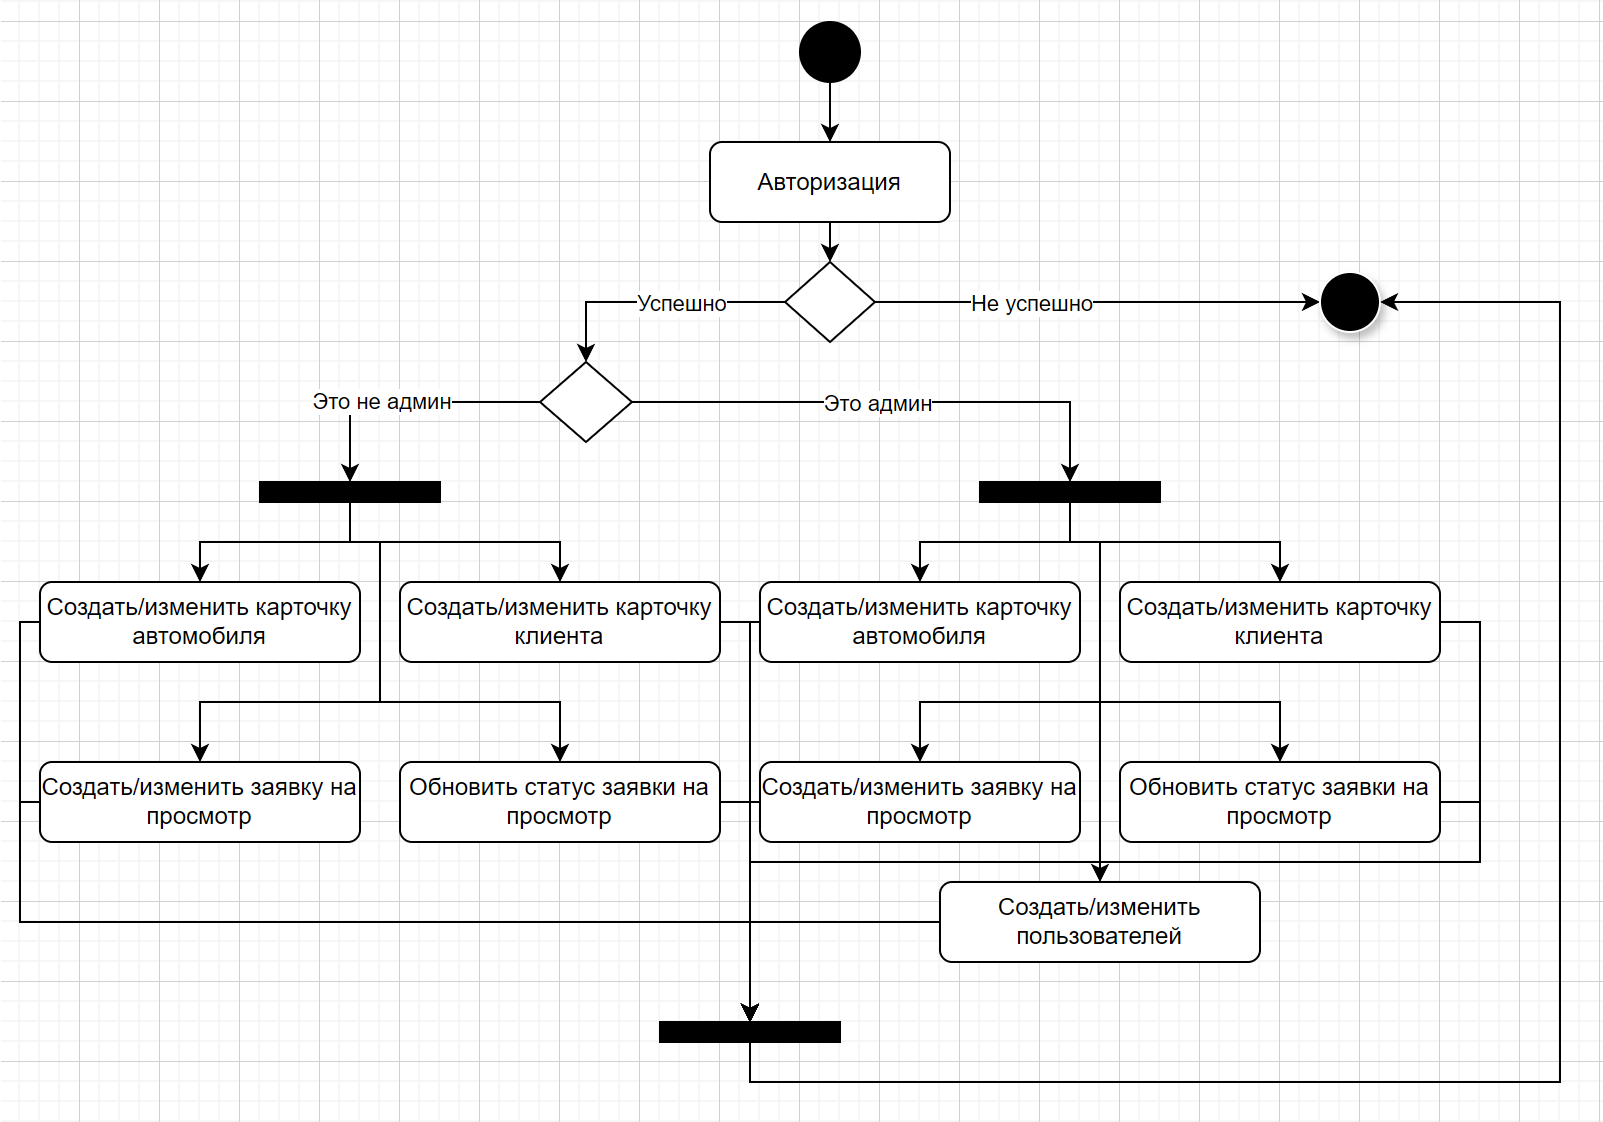 Авторизация
Успешно
Не успешно
Это не админ
Это админ
Создать/изменить карточку
автомобиля
Создать/изменить карточку
клиента
Создать/изменить карточку
автомобиля
Создать/изменить карточку
клиента
Создать/изменить заявку на
просмотр
Обновить статус заявки на
просмотр
Создать/изменить заявку на
просмотр
Обновить статус заявки на
просмотр
Создать/изменить
пользователей